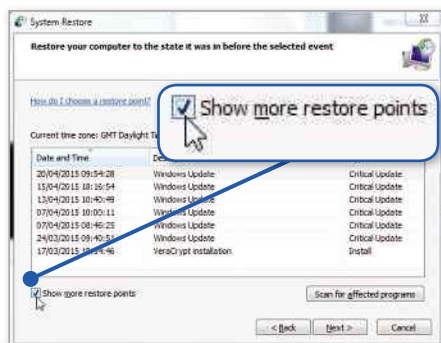 System Restore
Restore your computer to the state it was in before the selected event
How do I choose a restore point?
Show more restore points
Current time zone: GMT Daylight
Date and Time
20/04/2015 09:54:28 Windows Update Critical Update
15/04/2015 18:16:54 Windows Update Critical Update
13/04/2015 10:40:49 Windows Update Critical Update
07/04/2015 10:00:11 Windows Update Critical Update
07/04/2015 08:46:25 Windows Update Critical Update
24/03/2015 09:40:51 Windows Update Critical Update
17/03/2015 VeraCrypt installation Install
Show more restore points
Scan for affected programs
< Back Next > Cancel